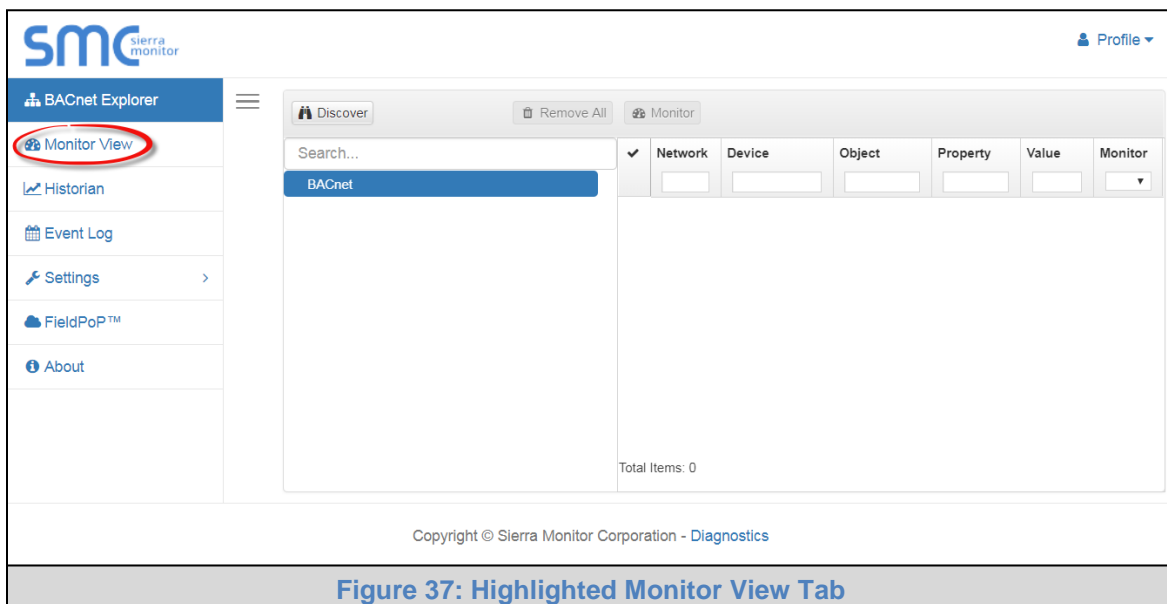 SMC sierra monitor
Profile
BACnet Explorer
Monitor View
Historian
Event Log
Settings
FieldPoP™
About
Discover
Remove All
Monitor
Search...
BACnet
Network Device Object Property Value Monitor
Total Items: 0
Copyright © Sierra Monitor Corporation - Diagnostics
Figure 37: Highlighted Monitor View Tab